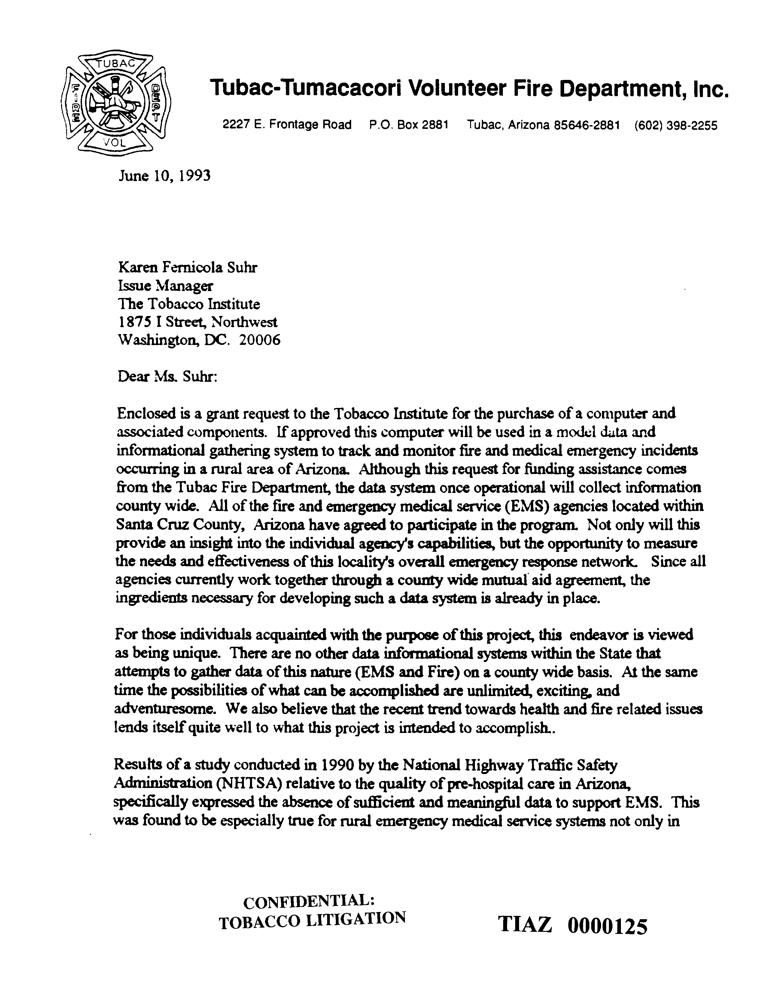 TUBAC
VOL
Tubac-Tumacacori Volunteer Fire Department, Inc.
2227 E. Frontage Road P.O. Box 2881 Tubac, Arizona 85646-2881 (602) 398-2255
June 10, 1993
Karen Fernicola Suhr
Issue Manager
The Tobacco Institute
1875 I Street, Northwest
Washington, DC. 20006
Dear Ms. Suhr:
Enclosed is a grant request to the Tobacco Institute for the purchase of a computer and
associated components. If approved this computer will be used in a model data and
informational gathering system to track and monitor fire and medical emergency incidents
occurring in a rural area of Arizona. Although this request for funding assistance comes
from the Tubac Fire Department, the data system once operational will collect information
county wide. All of the fire and emergency medical service (EMS) agencies located within
Santa Cruz County, Arizona have agreed to participate in the program. Not only will this
provide an insight into the individual agency's capabilities, but the opportunity to measure
the needs and effectiveness of this locality's overall emergency response network. Since all
agencies currently work together through a county wide mutual aid agreement, the
ingredients necessary for developing such a data system is already in place.
For those individuals acquainted with the purpose of this project, this endeavor is viewed
as being unique. There are no other data informational systems within the State that
attempts to gather data of this nature (EMS and Fire) on a county wide basis. At the same
time the possibilities of what can be accomplished are unlimited, exciting, and
adventuresome. We also believe that the recent trend towards health and fire related issues
lends itself quite well to what this project is intended to accomplish..
Results of a study conducted in 1990 by the National Highway Traffic Safety
Administration (NHTSA) relative to the quality of pre-hospital care in Arizona,
specifically expressed the absence of sufficient and meaningful data to support EMS. This
was found to be especially true for rural emergency medical service systems not only in
CONFIDENTIAL:
TOBACCO LITIGATION
TIAZ 0000125